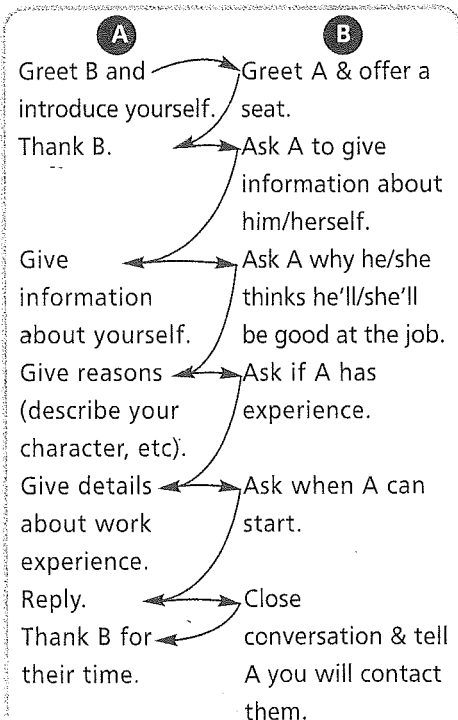 A
Greet B and
introduce yourself.
Thank B.
Give
information
about yourself.
Give reasons
(describe your
character, etc).
Give details
about work
experience.
Reply.
Thank B for
their time.
B
Greet A & offer a
seat.
Ask A to give
information about
him/herself.
Ask A why he/she
thinks he'll/she'll
be good at the job.
Ask if A has
experience.
Ask when A can
start.
Close
conversation & tell
A you will contact
them.